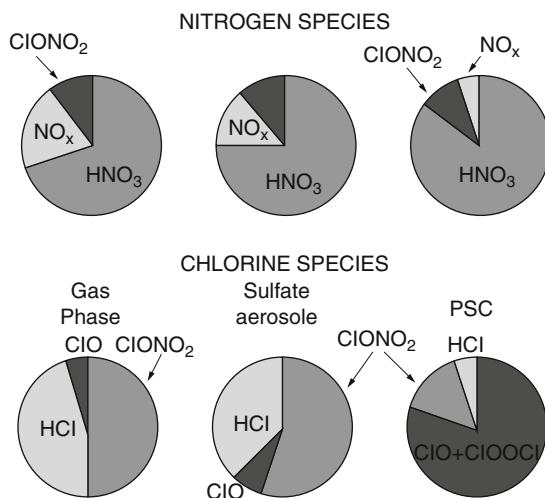 NITROGEN SPECIES
ClONO₂
NOₓ
HNO₃
NOₓ
HNO₃
ClONO₂
NOₓ
HNO₃
CHLORINE SPECIES
Gas
Phase
Sulfate
aerosole
PSC
ClO
ClONO₂
HCl
HCl
ClO
ClONO₂
HCl
ClO+ClOOCl